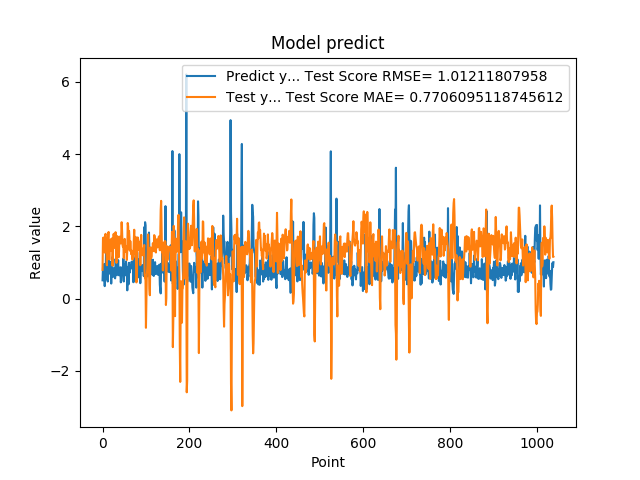 Model predict
Predict y... Test Score RMSE= 1.01211807958
Test y... Test Score MAE= 0.7706095118745612
6
4
2
0
−2
Real value
0 200 400 600 800 1000
Point